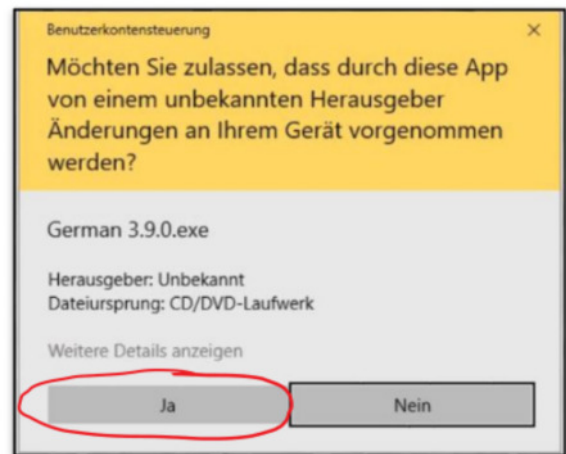 Benutzerkontensteuerung
Möchten Sie zulassen, dass durch diese App
von einem unbekannten Herausgeber
Änderungen an Ihrem Gerät vorgenommen
werden?
German 3.9.0.exe
Herausgeber: Unbekannt
Dateiursprung: CD/DVD-Laufwerk
Weitere Details anzeigen
Ja
Nein